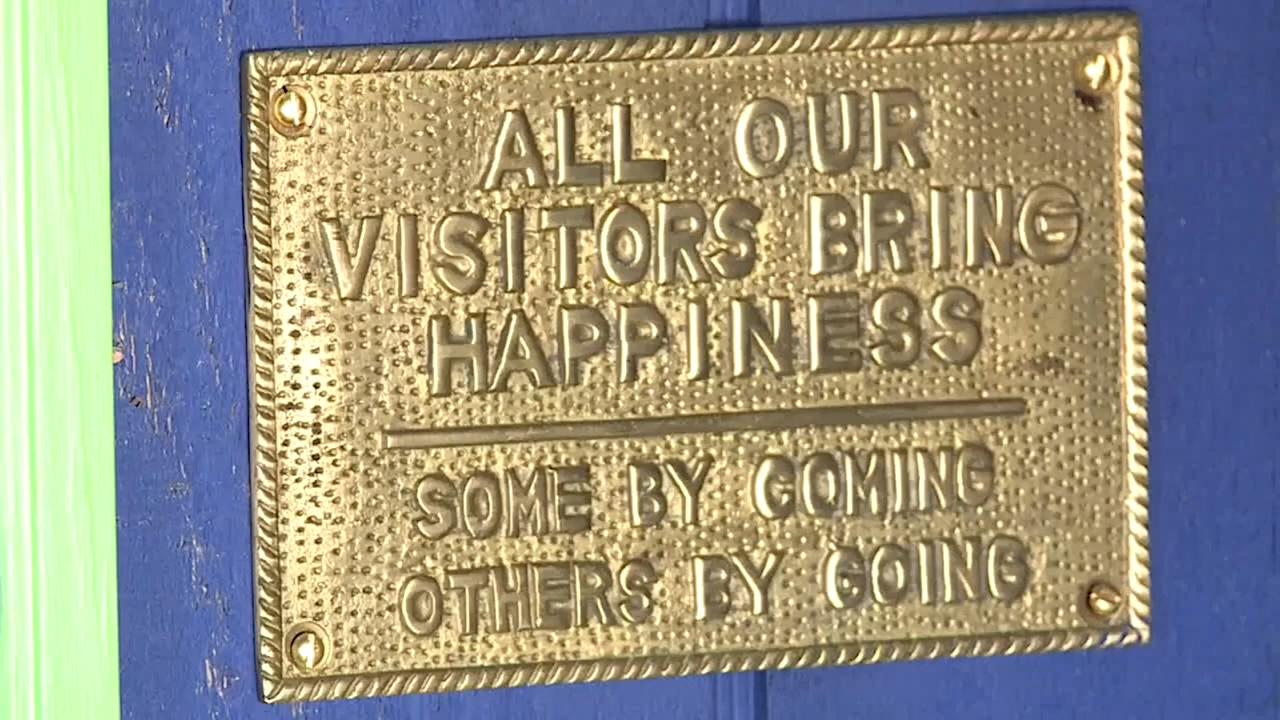 ALL OUR
VISITORS BRING
HAPPINESS
SOME BY COMING
OTHERS BY GOING